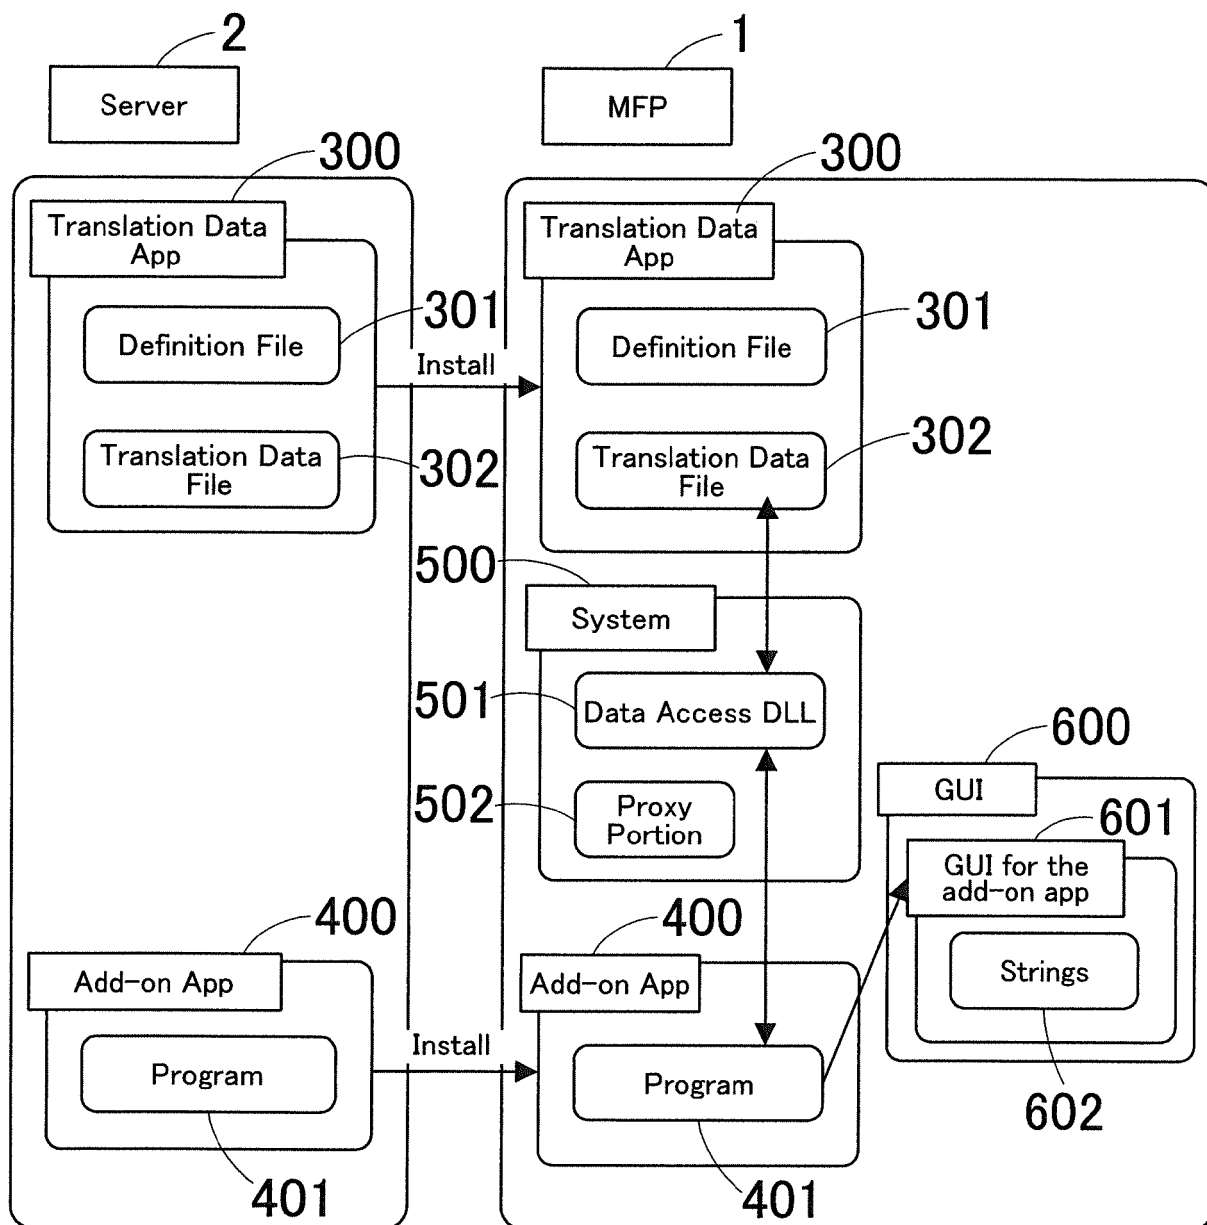 2
1
Server
MFP
300
300
Translation Data
App
Translation Data
App
301
301
Definition File
Install
Definition File
302
302
Translation Data
File
Translation Data
File
500
System
501
Data Access DLL
600
502
Proxy
Portion
GUI
601
GUI for the
add-on app
400
400
Add-on App
Add-on App
Strings
Install
Program
Program
602
401
401